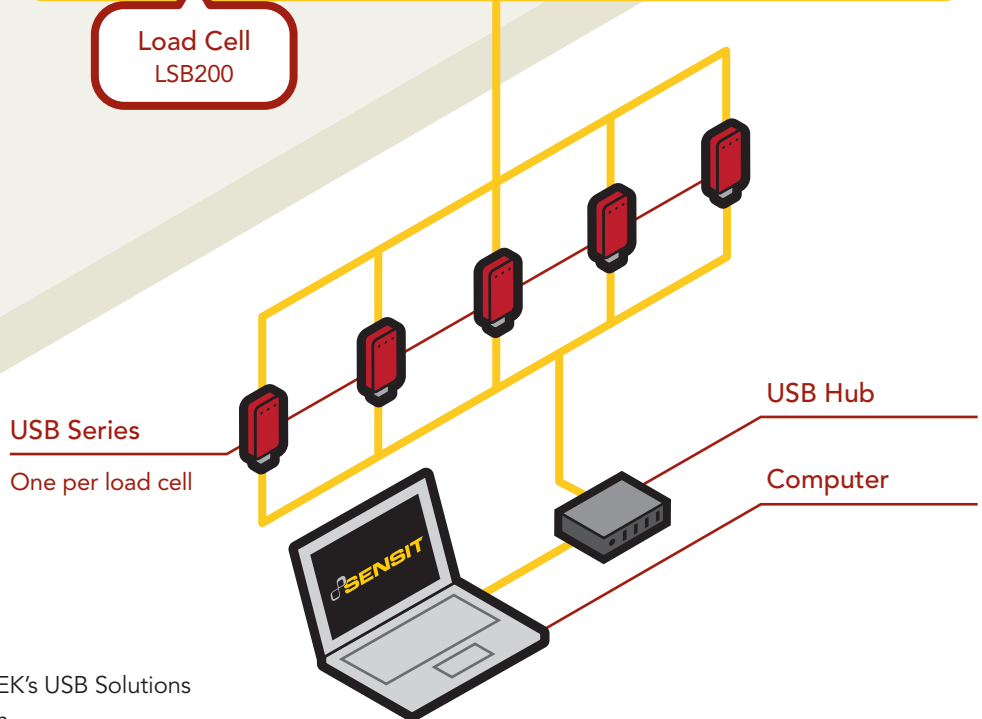 Load Cell
LSB200
USB Hub
USB Series
Computer
One per load cell
SENSIT
EK's USB Solutions